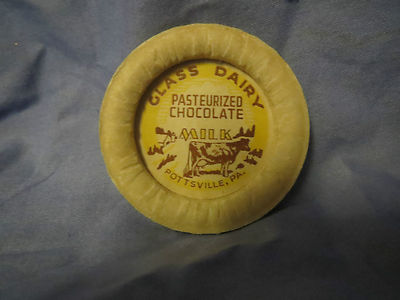 GLASS DAIRY
PASTEURIZED
CHOCOLATE
MILK
POTTSVILLE, PA.